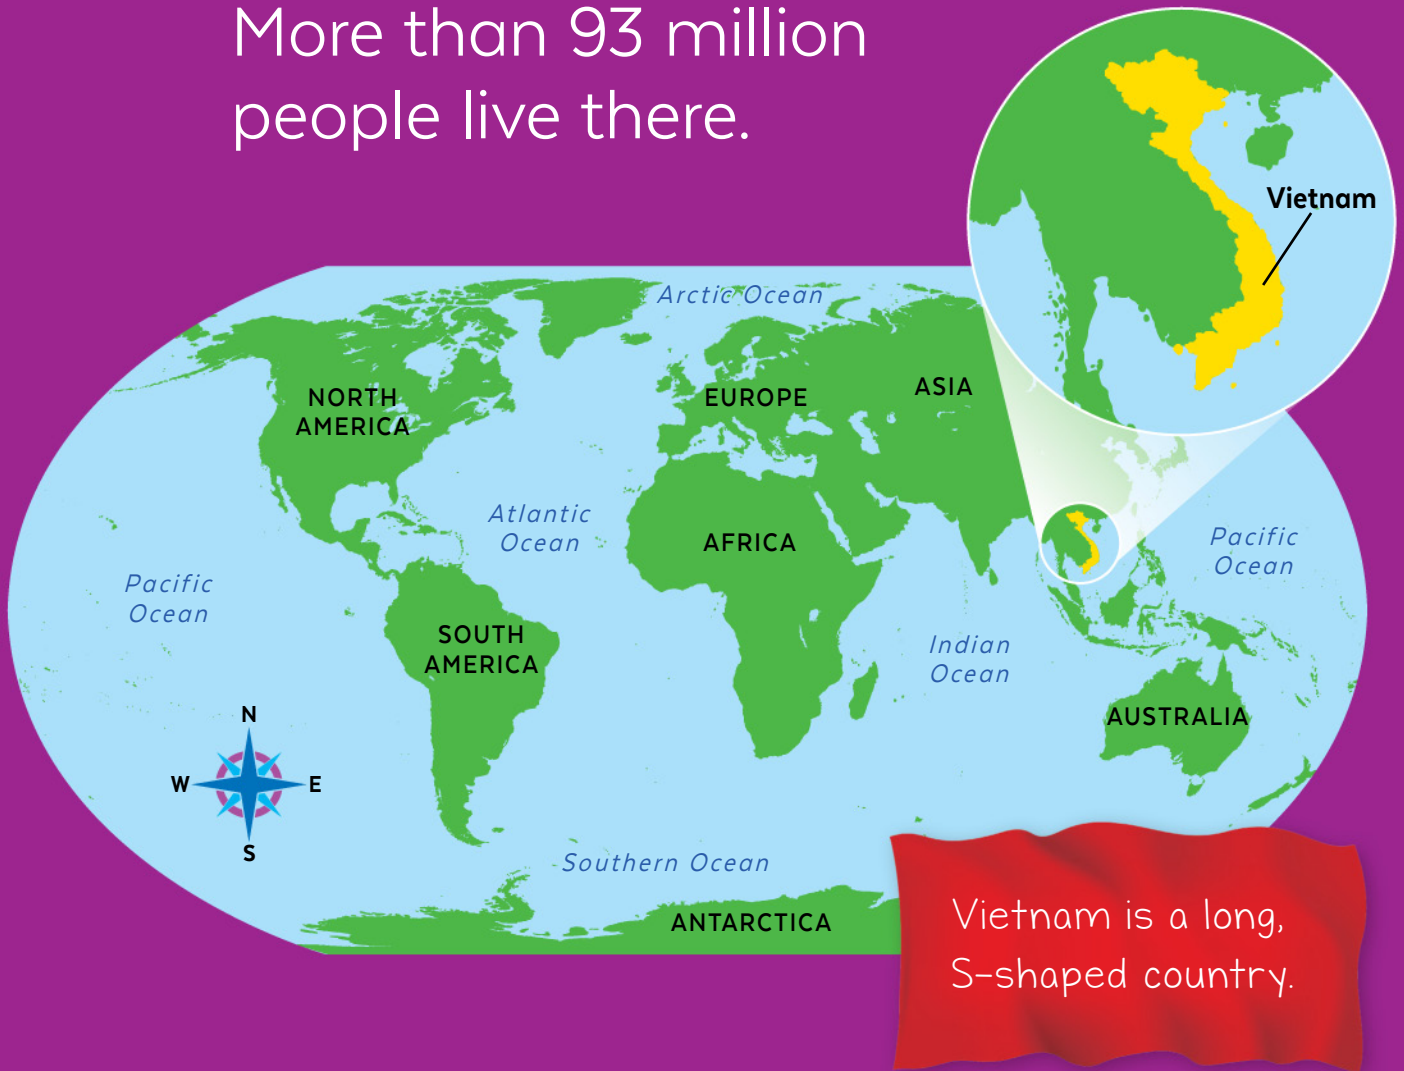 More than 93 million
people live there.
Vietnam
Arctic Ocean
NORTH
AMERICA
EUROPE
ASIA
Atlantic
Ocean
AFRICA
Pacific
Ocean
Pacific
Ocean
SOUTH
AMERICA
Indian
Ocean
AUSTRALIA
N
W E
S
Southern Ocean
ANTARCTICA
Vietnam is a long,
S-shaped country.